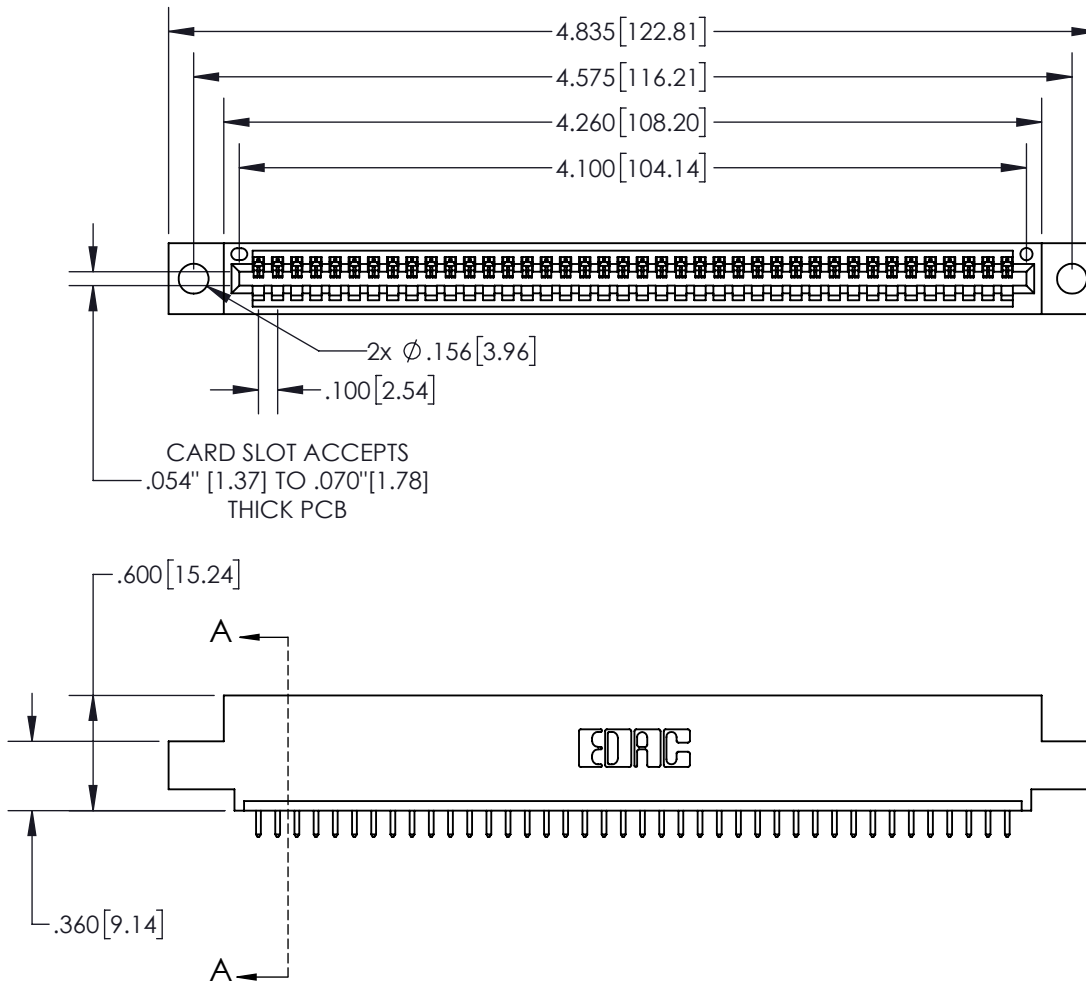 4.835[122.81]
4.575[116.21]
4.260[108.20]
4.100[104.14]
2x Ø.156[3.96]
.100[2.54]
CARD SLOT ACCEPTS
.054" [1.37] TO .070"[1.78]
THICK PCB
.600[15.24]
A
EDAC
.360[9.14]
A